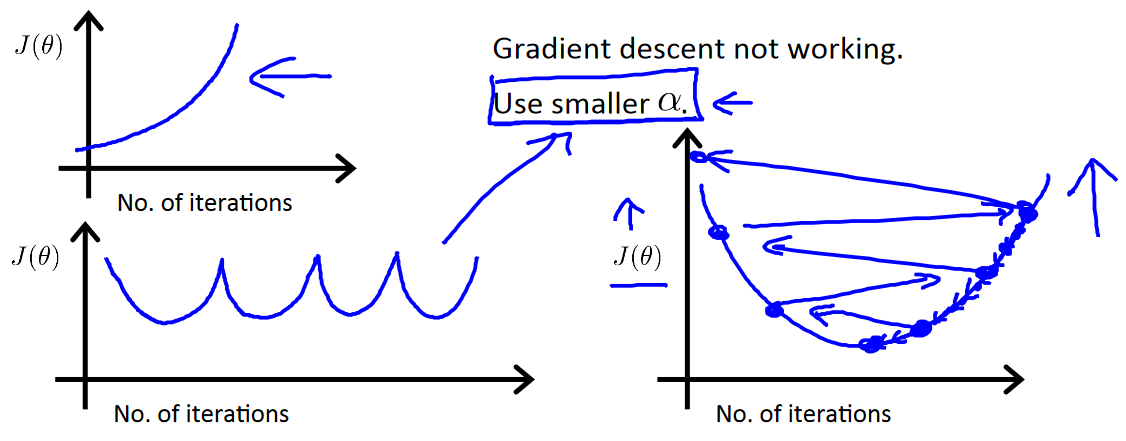 J(θ)
No. of iterations
Gradient descent not working.
Use smaller α.
J(θ)
No. of iterations
J(θ)
No. of iterations